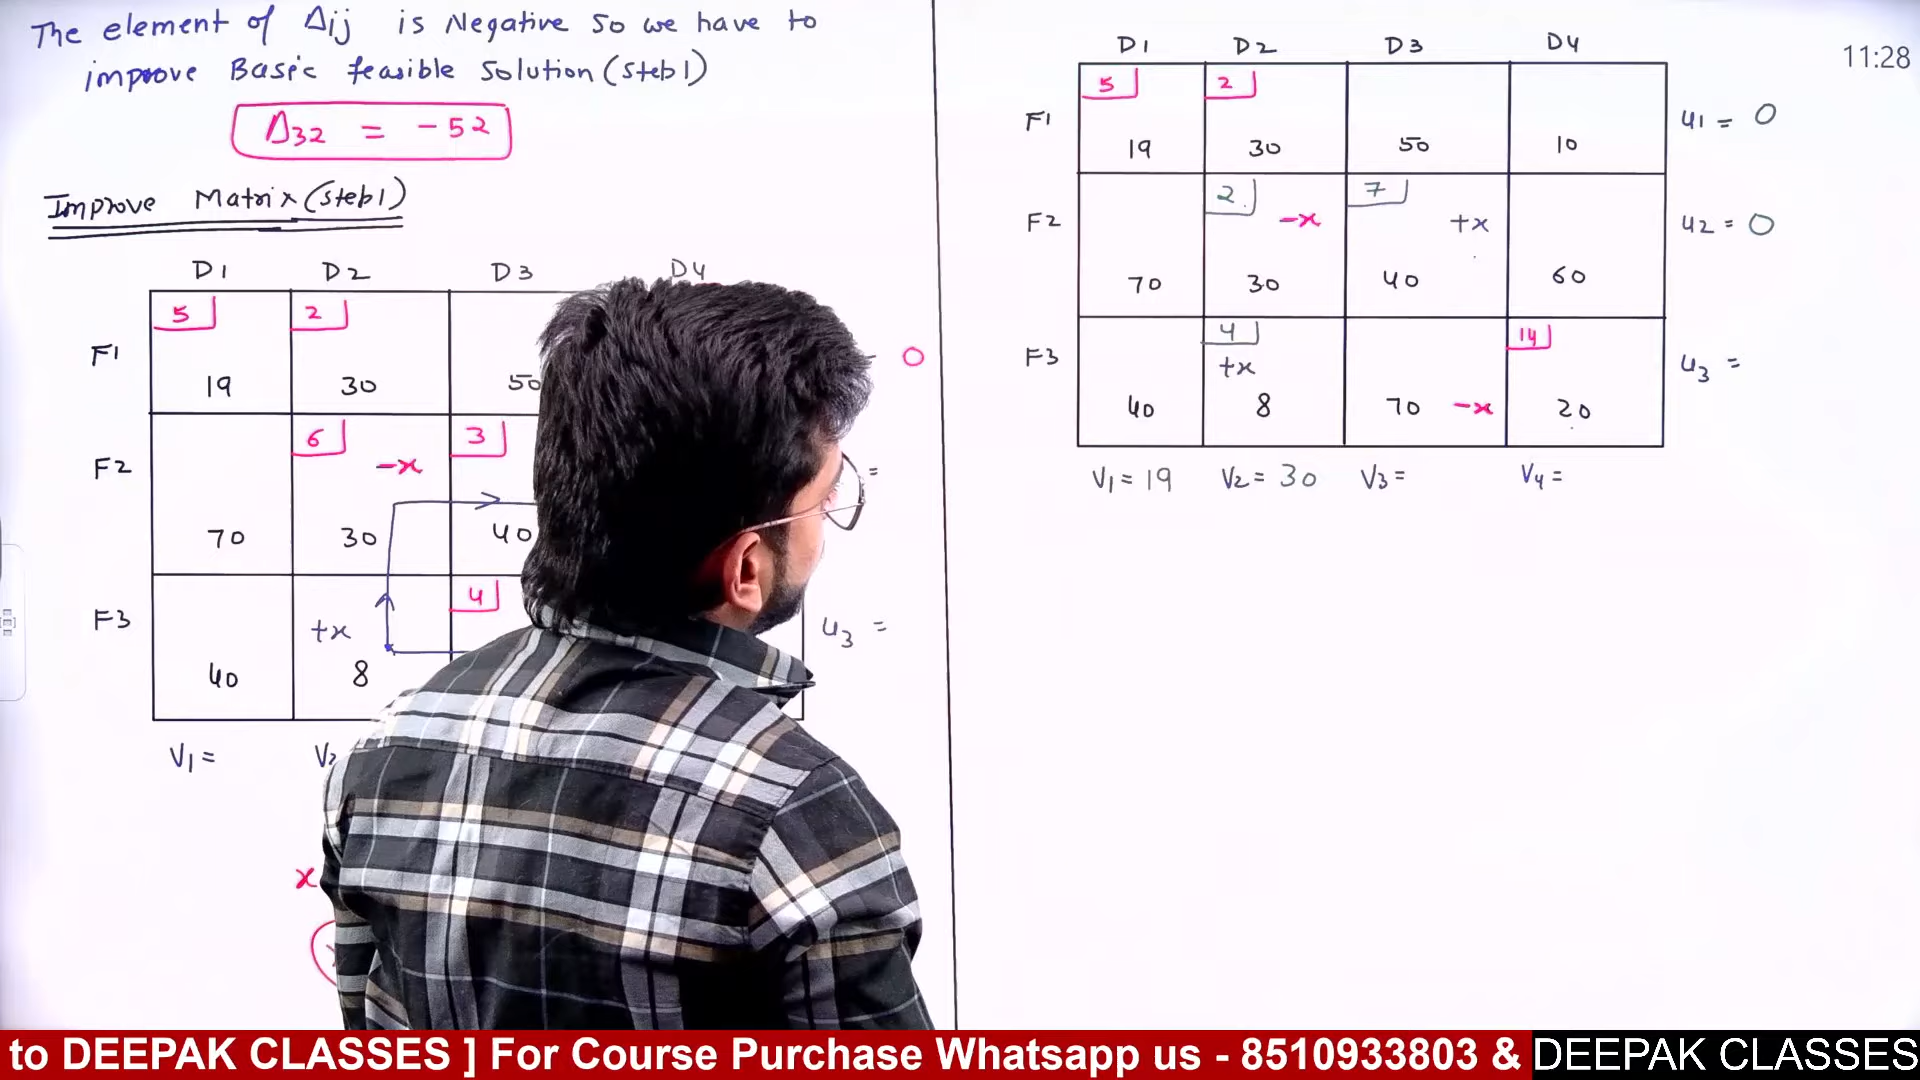 The element of Δij is Negative so we have to
improve Basic feasible solution (steb1)
Δ32 = -52
Improve Matrix (steb1)
D1 D2 D3 D4
5 2
F1 19 30 50 0
6 3
F2 -x =
70 30 40
4
F3 +x u3 =
40 8
V1 = V2
x
11:28
D1 D2 D3 D4
5 2
F1 u1 = 0
19 30 50 10
2 7
F2 -x +x u2 = 0
70 30 40 60
4 14
F3 +x u3 =
40 8 70 -x 20
V1 = 19 V2 = 30 V3 = V4 =
to DEEPAK CLASSES ] For Course Purchase Whatsapp us - 8510933803 & DEEPAK CLASSES